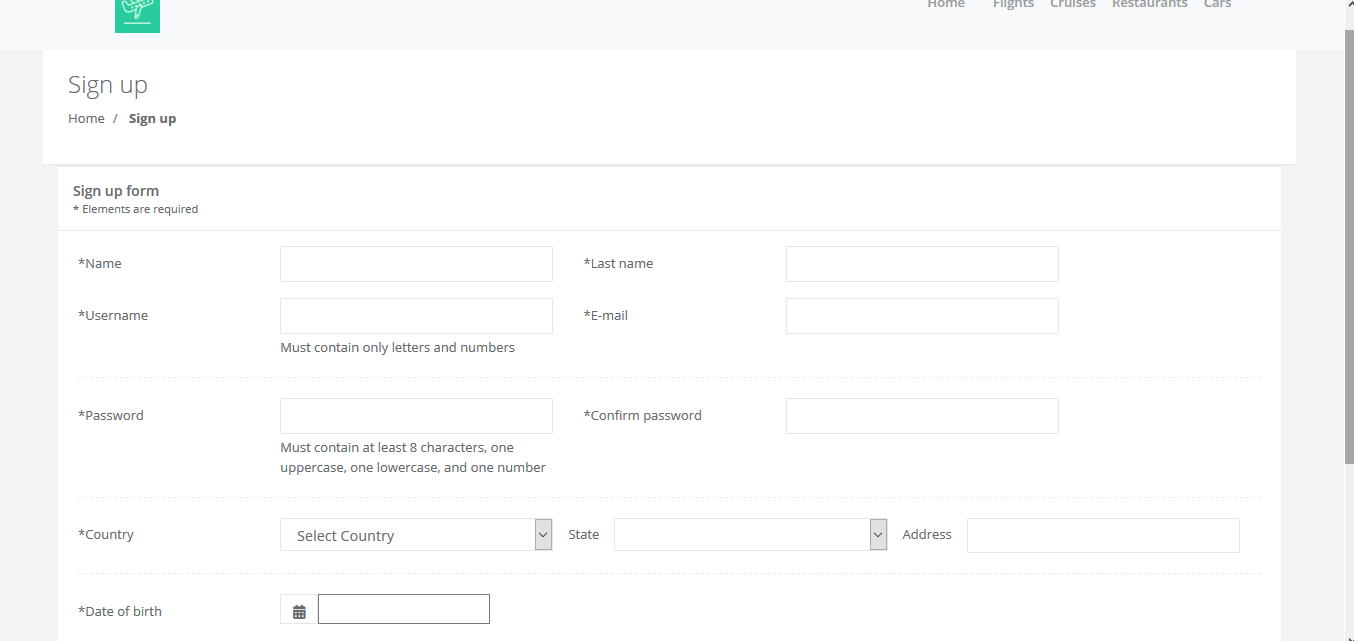 Home Flights Cruises Restaurants Cars
Sign up
Home / Sign up
Sign up form
* Elements are required
*Name *Last name
*Username *E-mail
Must contain only letters and numbers
*Password *Confirm password
Must contain at least 8 characters, one
uppercase, one lowercase, and one number
*Country Select Country State Address
*Date of birth